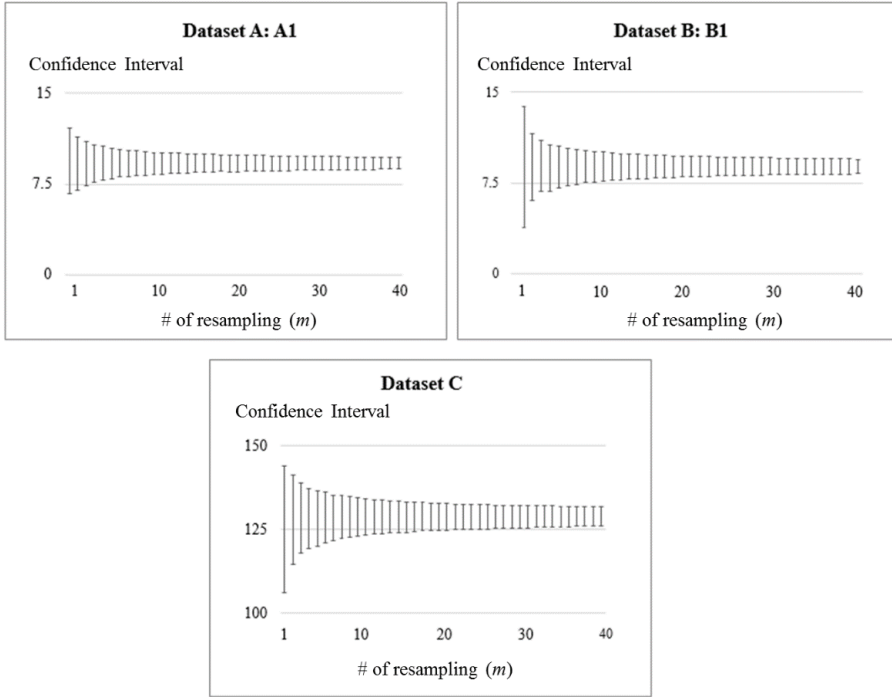 Dataset A: A1
Confidence Interval
15
7.5
0
1 10 20 30 40
# of resampling (m)
Dataset B: B1
Confidence Interval
15
7.5
0
1 10 20 30 40
# of resampling (m)
Dataset C
Confidence Interval
150
125
100
1 10 20 30 40
# of resampling (m)